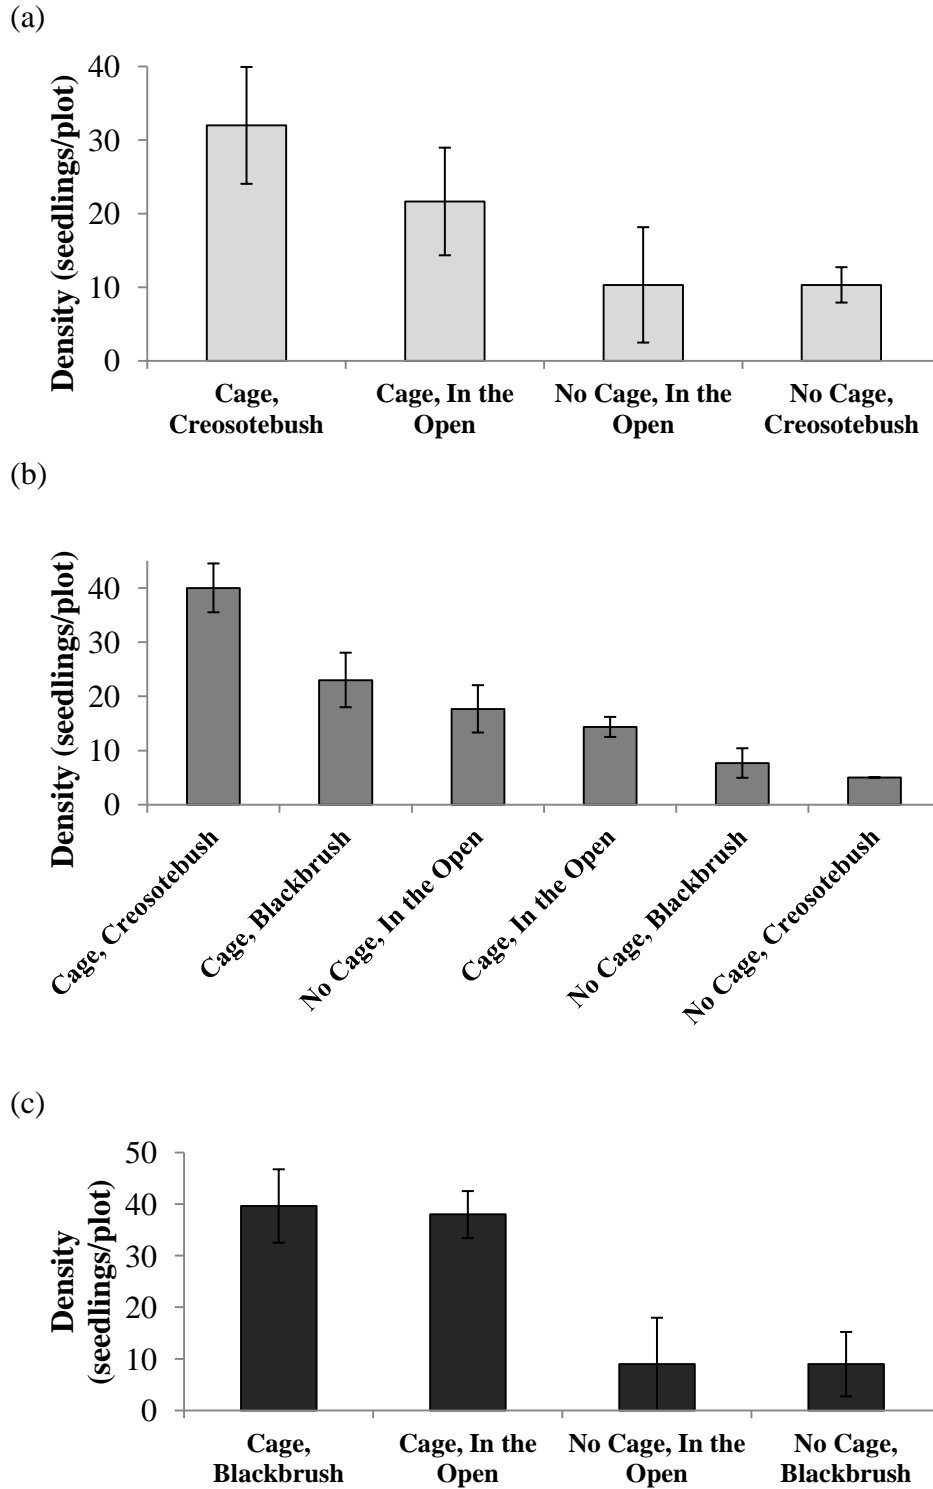 (a)
Density (seedlings/plot)
40
30
20
10
0
Cage,
Creosotebush
Cage, In the
Open
No Cage, In the
Open
No Cage,
Creosotebush
(b)
Density (seedlings/plot)
40
30
20
10
0
Cage, Creosotebush
Cage, Blackbrush
No Cage, In the Open
Cage, In the Open
No Cage, Blackbrush
No Cage, Creosotebush
(c)
Density
(seedlings/plot)
50
40
30
20
10
0
Cage,
Blackbrush
Cage, In the
Open
No Cage, In the
Open
No Cage,
Blackbrush